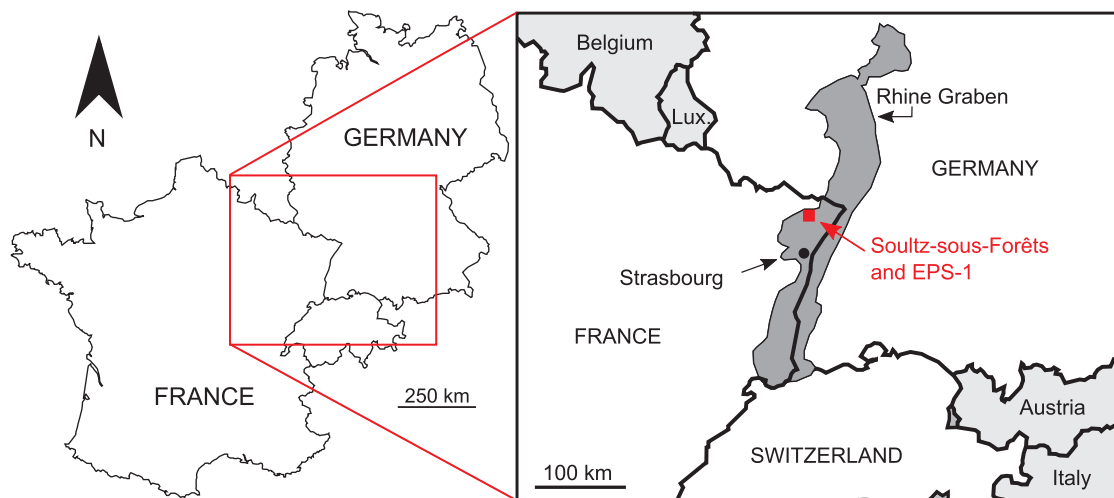 N
GERMANY
FRANCE
250 km
Belgium
Lux.
Rhine Graben
GERMANY
Soultz-sous-Forêts
and EPS-1
Strasbourg
FRANCE
Austria
SWITZERLAND
Italy
100 km